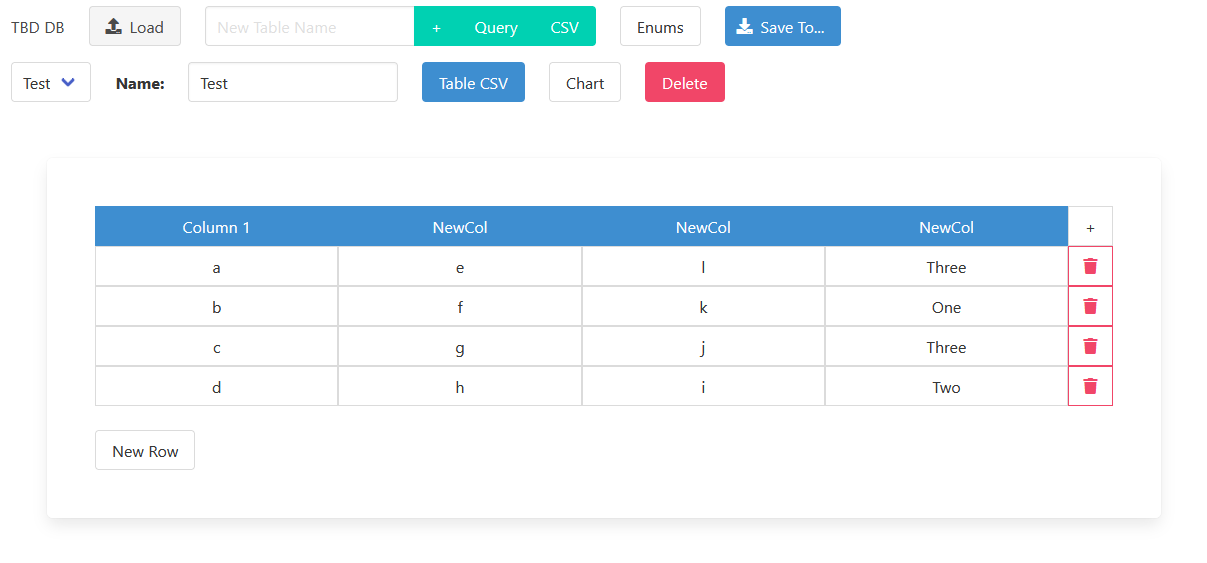 TBD DB Load New Table Name + Query CSV Enums Save To...
Test Name: Test Table CSV Chart Delete
Column 1 NewCol NewCol NewCol +
a e l Three
b f k One
c g j Three
d h i Two
New Row